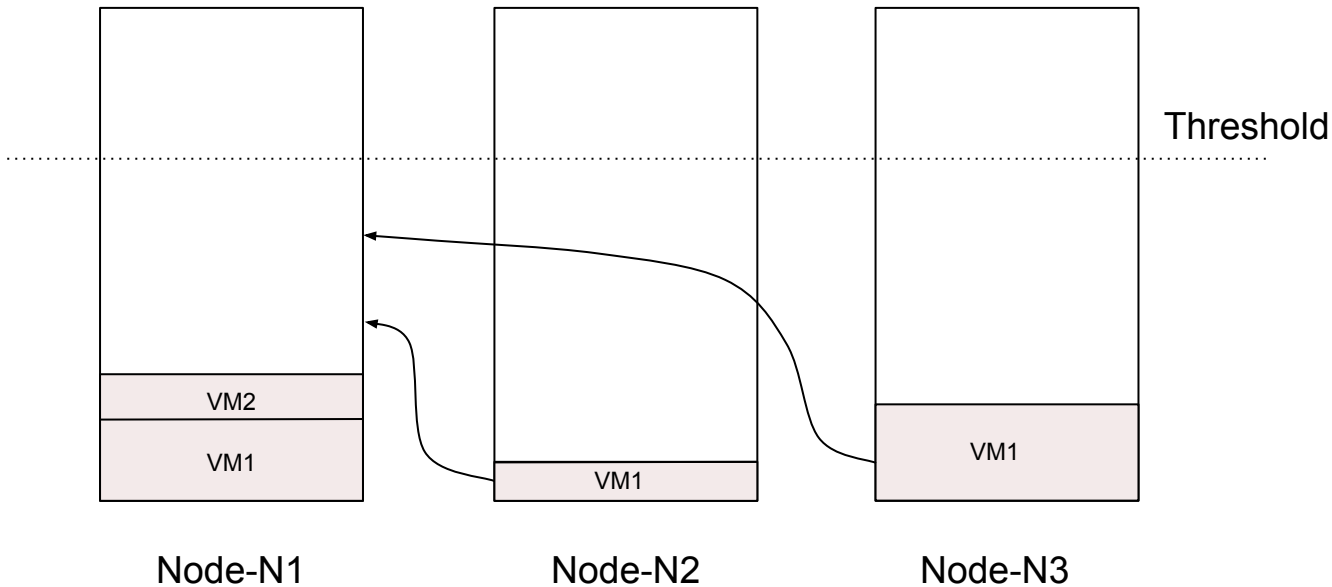 Threshold
VM2
VM1
VM1
VM1
Node-N1
Node-N2
Node-N3